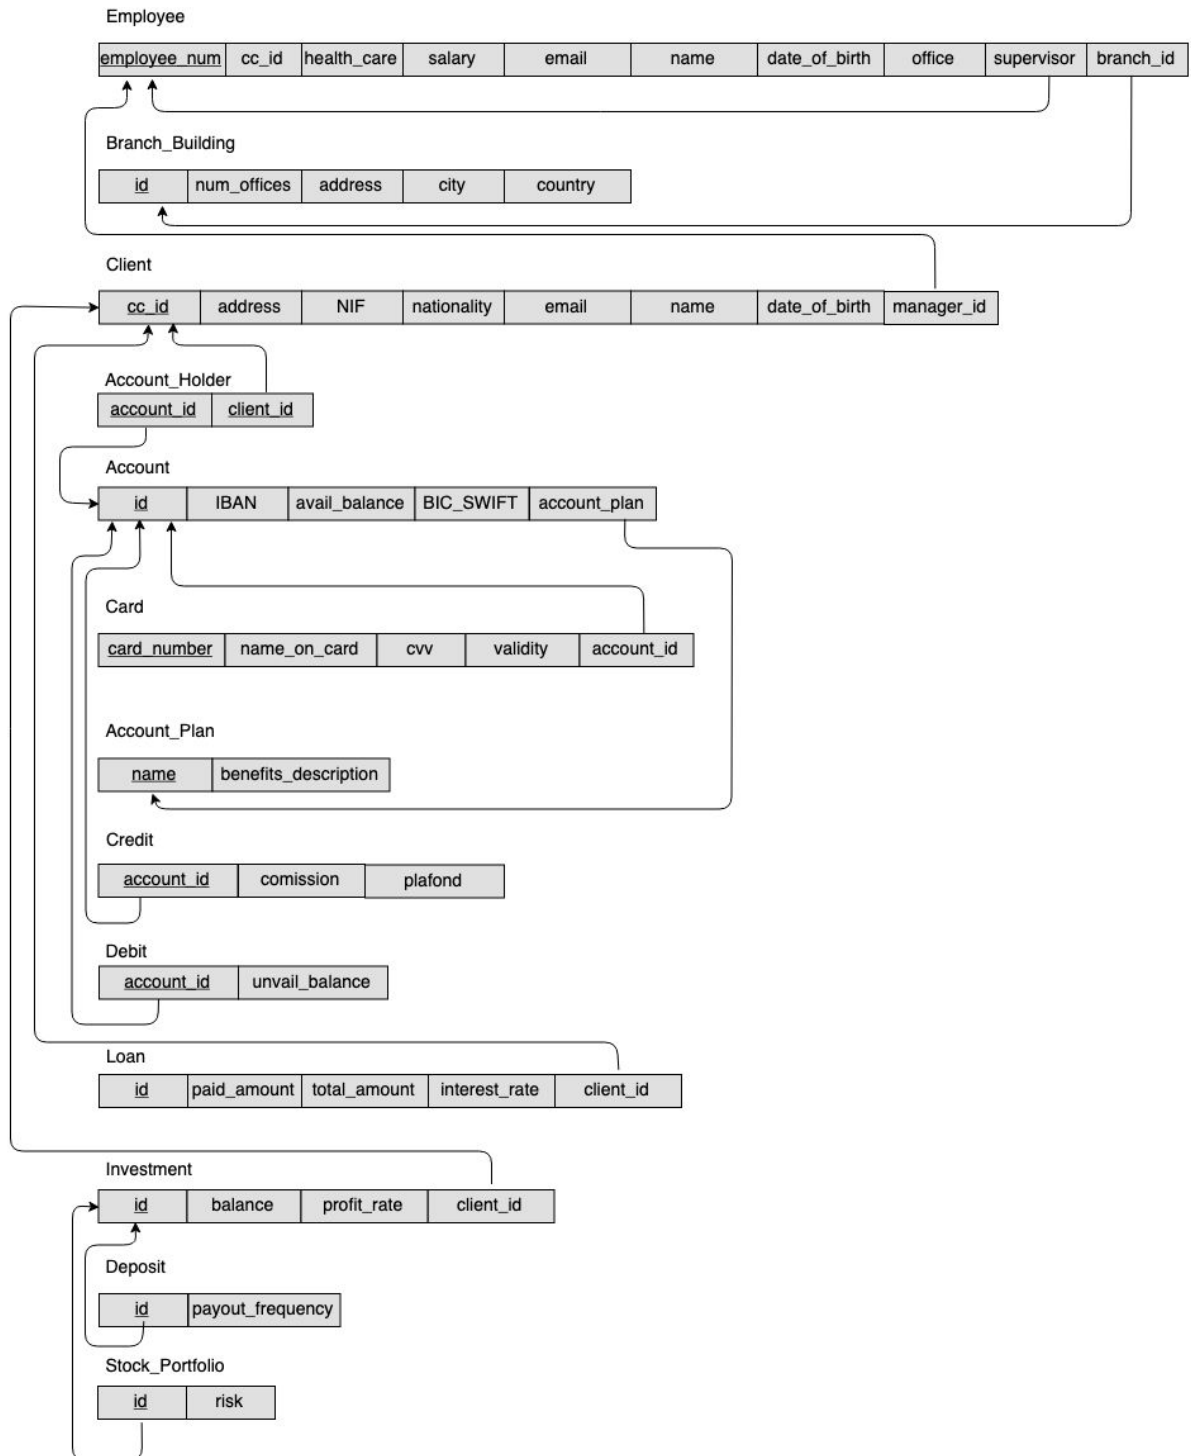 Employee
employee_num cc_id health_care salary email name date_of_birth office supervisor branch_id
Branch_Building
id num_offices address city country
Client
cc_id address NIF nationality email name date_of_birth manager_id
Account_Holder
account_id client_id
Account
id IBAN avail_balance BIC_SWIFT account_plan
Card
card_number name_on_card cvv validity account_id
Account_Plan
name benefits_description
Credit
account_id comission plafond
Debit
account_id unvail_balance
Loan
id paid_amount total_amount interest_rate client_id
Investment
id balance profit_rate client_id
Deposit
id payout_frequency
Stock_Portfolio
id risk